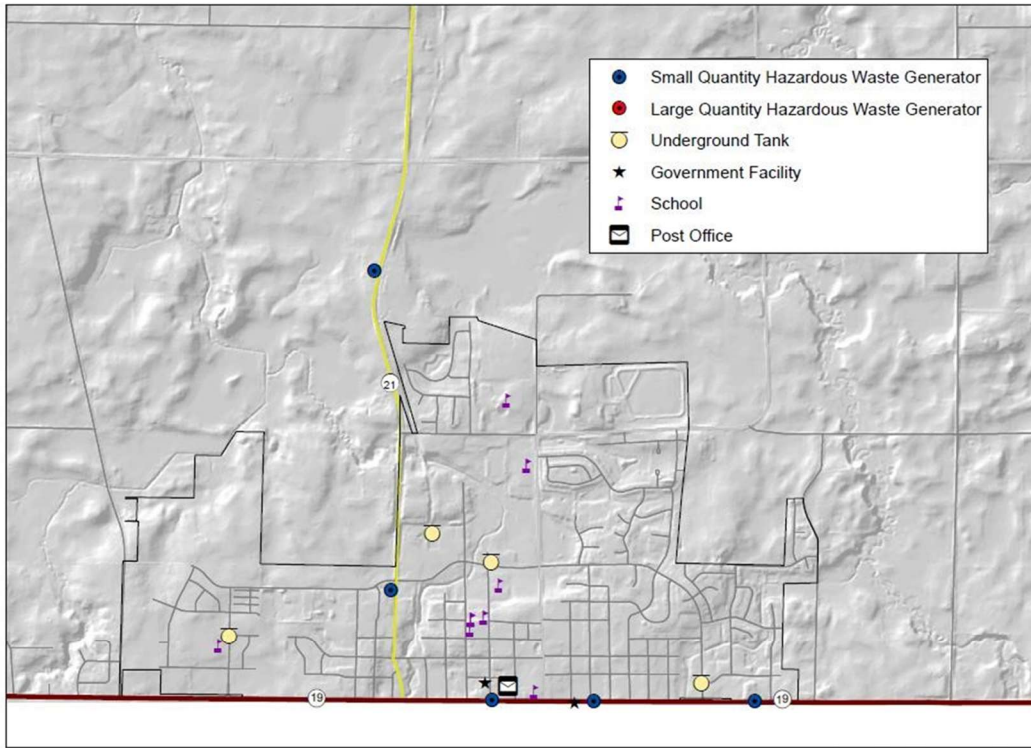 Small Quantity Hazardous Waste Generator
Large Quantity Hazardous Waste Generator
Underground Tank
Government Facility
School
Post Office
21
19
19